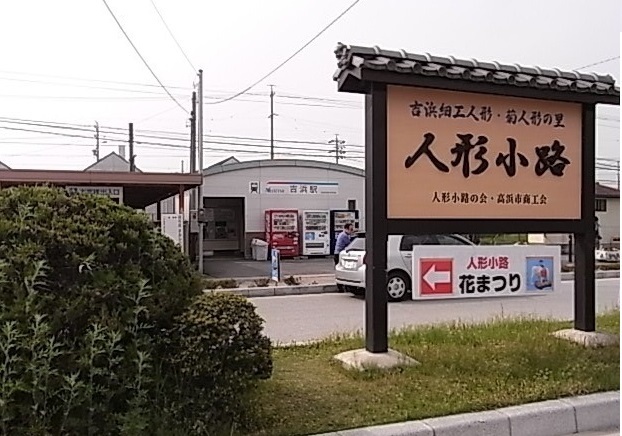 吉浜細工人形・菊人形の里
人形小路
人形小路の会・高浜市商工会
人形小路
花まつり
吉浜駅